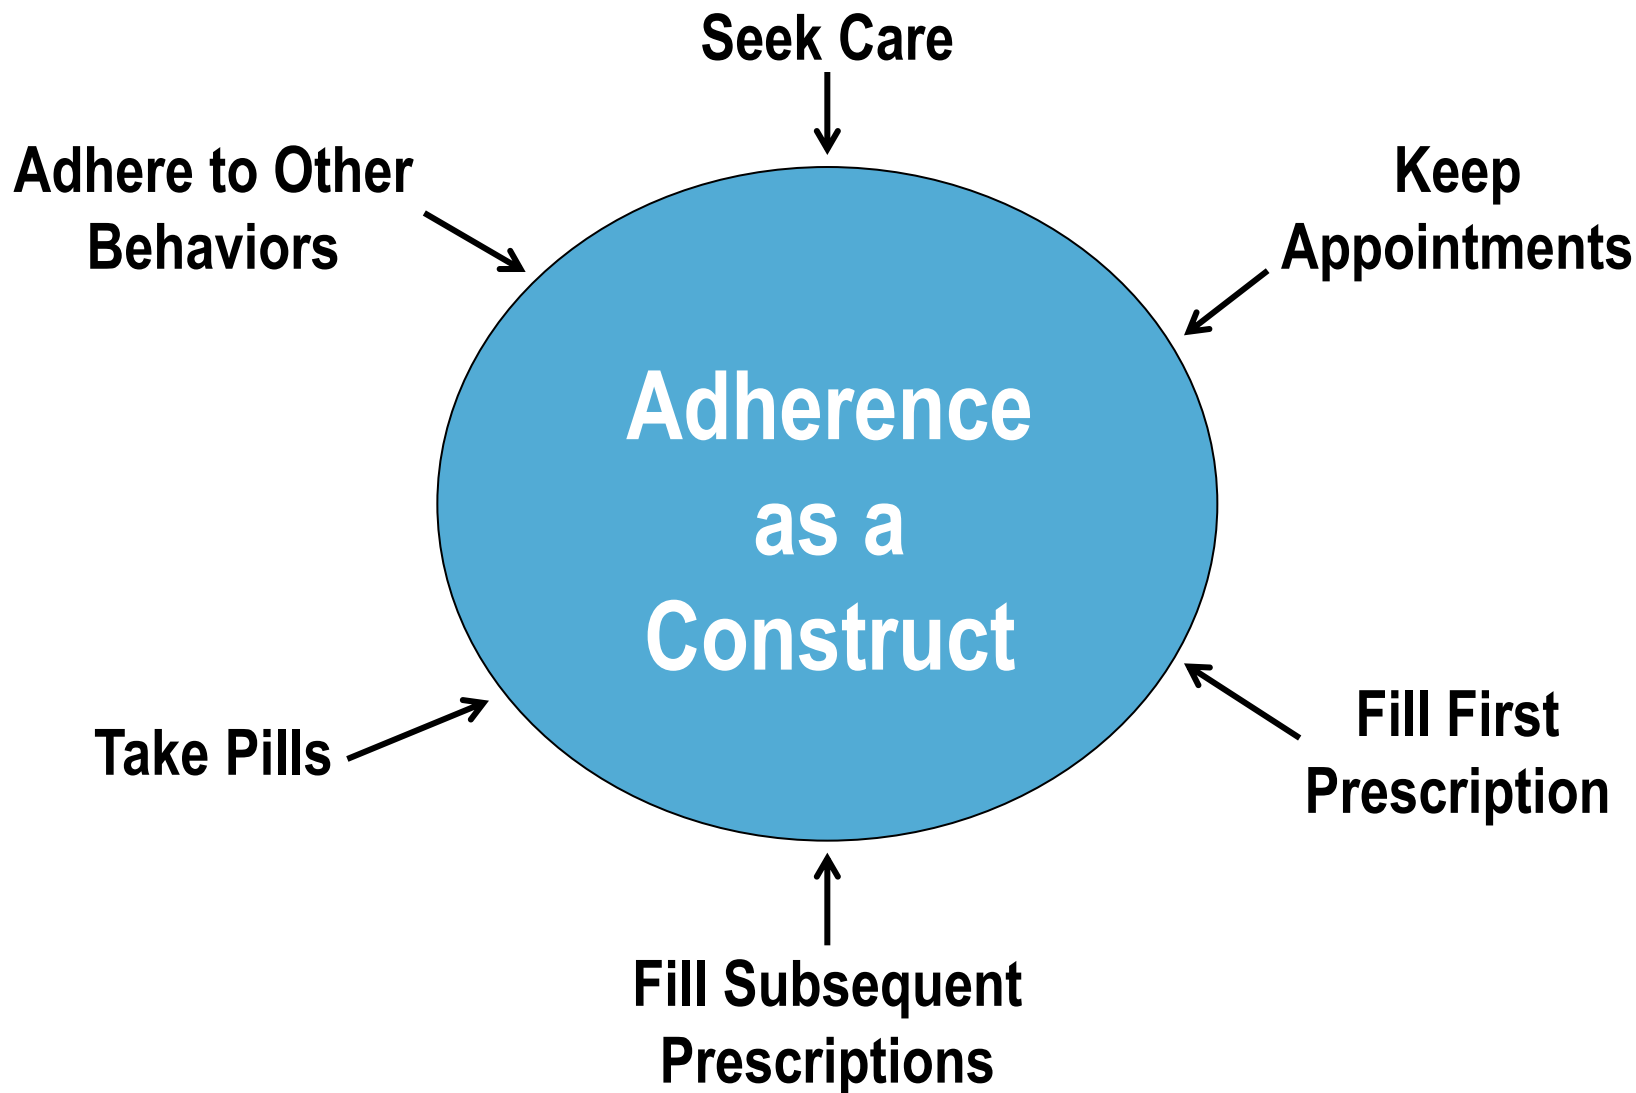 Seek Care
Adhere to Other
Behaviors
Keep
Appointments
Adherence
as a
Construct
Take Pills
Fill First
Prescription
Fill Subsequent
Prescriptions